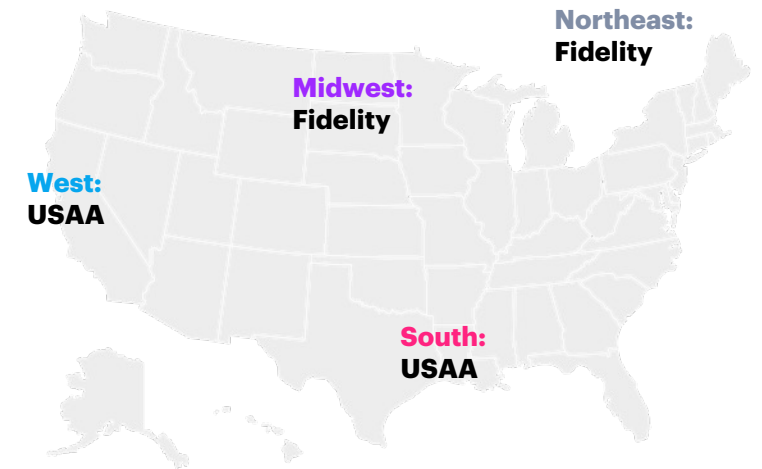 Northeast:
Fidelity
Midwest:
Fidelity
West:
USAA
South:
USAA